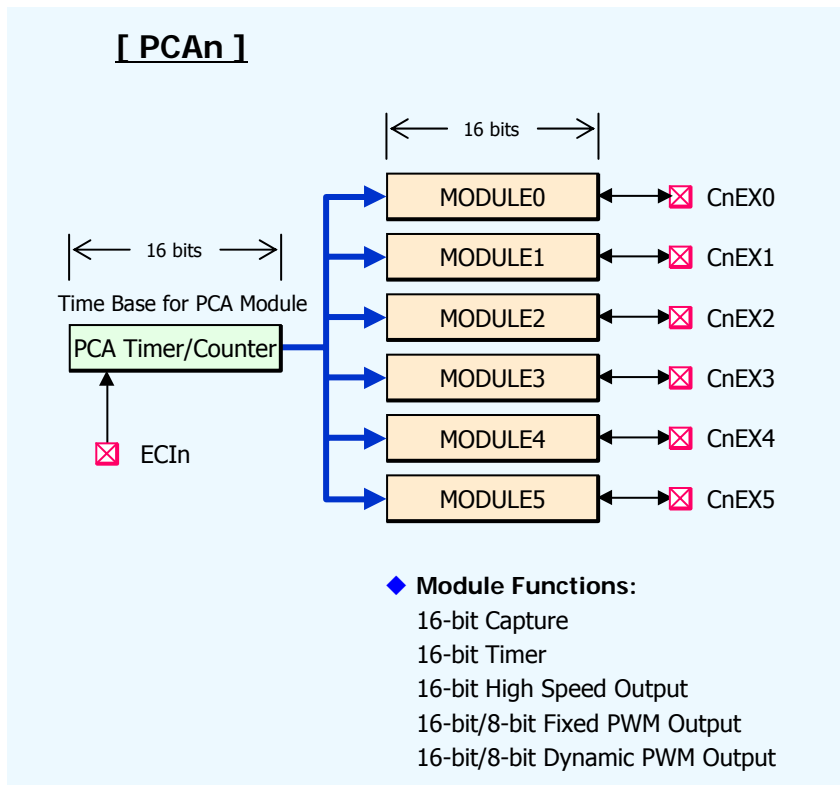 [ PCAn ]
16 bits
MODULE0
CnEX0
MODULE1
CnEX1
16 bits
MODULE2
CnEX2
Time Base for PCA Module
PCA Timer/Counter
MODULE3
CnEX3
ECIn
MODULE4
CnEX4
MODULE5
CnEX5
Module Functions:
16-bit Capture
16-bit Timer
16-bit High Speed Output
16-bit/8-bit Fixed PWM Output
16-bit/8-bit Dynamic PWM Output